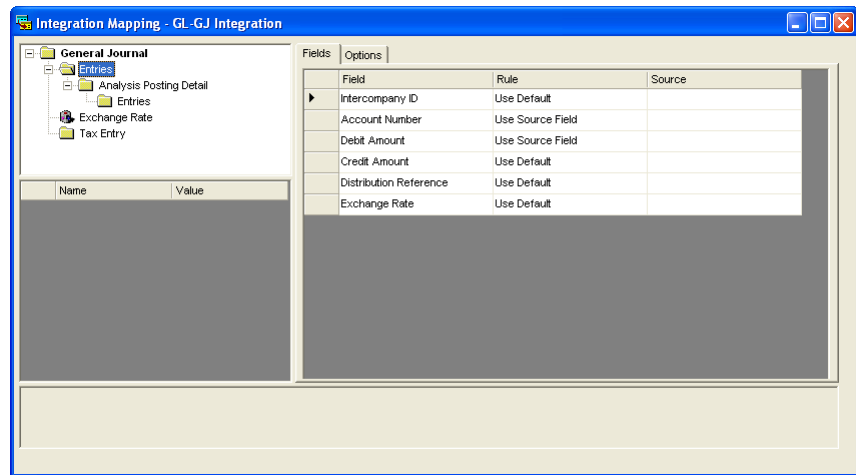 Integration Mapping - GL-GJ Integration
General Journal
Entries
Analysis Posting Detail
Entries
Exchange Rate
Tax Entry
Name Value
Fields Options
Field Rule Source
Intercompany ID Use Default
Account Number Use Source Field
Debit Amount Use Source Field
Credit Amount Use Default
Distribution Reference Use Default
Exchange Rate Use Default